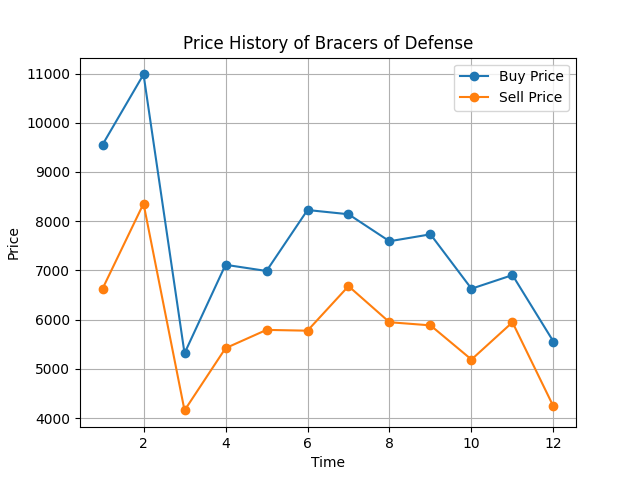 Price History of Bracers of Defense
Buy Price
Sell Price
11000
10000
9000
8000
7000
6000
5000
4000
Price
2 4 6 8 10 12
Time